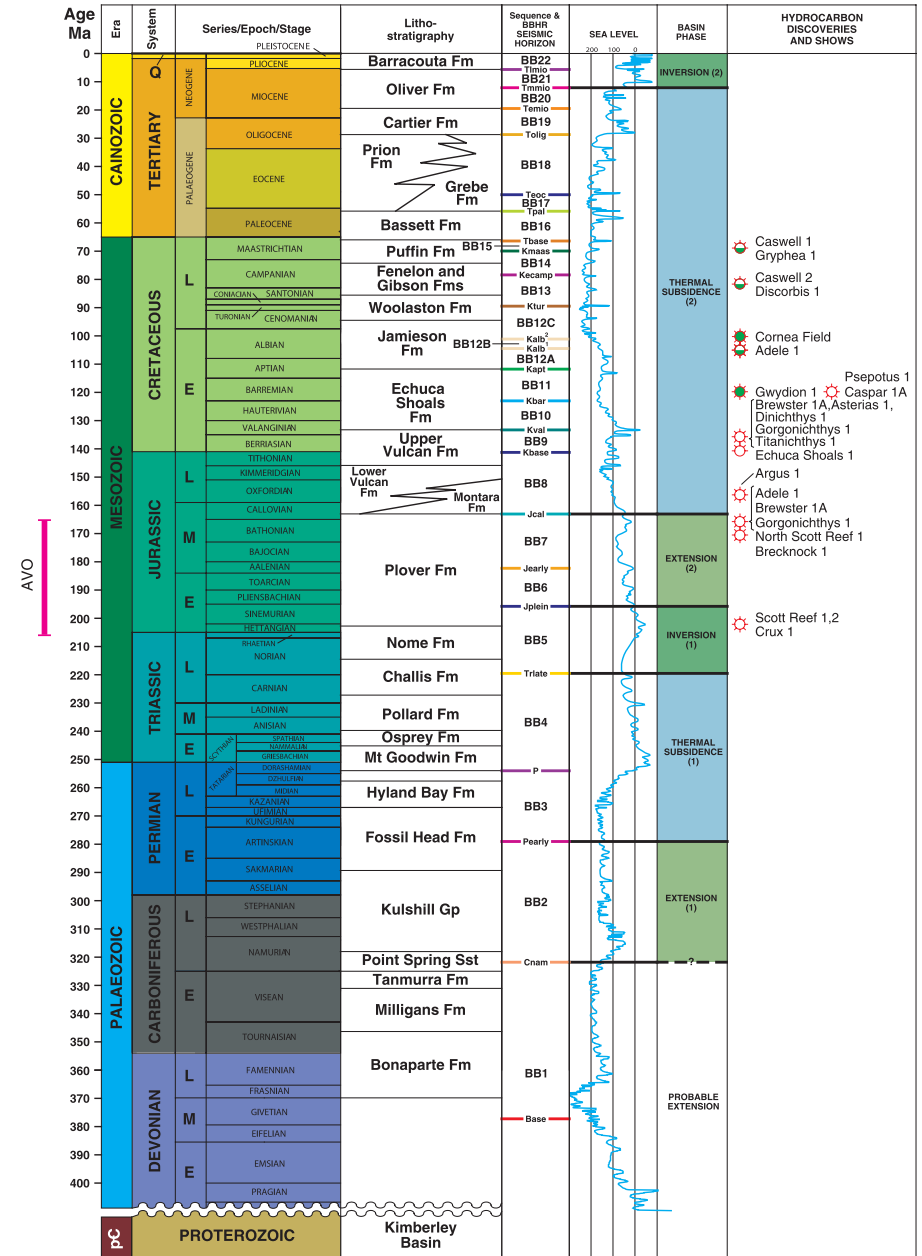 Age
Ma
Era
System
Series/Epoch/Stage
Litho-
stratigraphy
Sequence &
BBHR
SEISMIC
HORIZON
SEA LEVEL
200 100 0
BASIN
PHASE
HYDROCARBON
DISCOVERIES
AND SHOWS
0
10
20
30
40
50
60
70
80
90
100
110
120
130
140
150
160
170
180
190
200
210
220
230
240
250
260
270
280
290
300
310
320
330
340
350
360
370
380
390
400
AVO
CAINOZOIC
MESOZOIC
PALAEOZOIC
pC
Q
TERTIARY
CRETACEOUS
JURASSIC
TRIASSIC
PERMIAN
CARBONIFEROUS
DEVONIAN
PROTEROZOIC
NEOGENE
PALAEOGENE
L
E
L
M
E
L
M
E
L
E
L
E
L
M
E
SCYTHIAN
TATARIAN
PLEISTOCENE
PLIOCENE
MIOCENE
OLIGOCENE
EOCENE
PALEOCENE
MAASTRICHTIAN
CAMPANIAN
SANTONIAN
CONIACIAN
TURONIAN
CENOMANIAN
ALBIAN
APTIAN
BARREMIAN
HAUTERIVIAN
VALANGINIAN
BERRIASIAN
TITHONIAN
KIMMERIDGIAN
OXFORDIAN
CALLOVIAN
BATHONIAN
BAJOCIAN
AALENIAN
TOARCIAN
PLIENSBACHIAN
SINEMURIAN
HETTANGIAN
RHAETIAN
NORIAN
CARNIAN
LADINIAN
ANISIAN
SPATHIAN
NAMMALIAN
GRIESBACHIAN
DORASHAMIAN
DZHULFIAN
MIDIAN
KAZANIAN
UFIMIAN
KUNGURIAN
ARTINSKIAN
SAKMARIAN
ASSELIAN
STEPHANIAN
WESTPHALIAN
NAMURIAN
VISEAN
TOURNAISIAN
FAMENNIAN
FRASNIAN
GIVETIAN
EIFELIAN
EMSIAN
PRAGIAN
Barracouta Fm
Oliver Fm
Cartier Fm
Prion
Fm
Grebe
Fm
Bassett Fm
Puffin Fm
Fenelon and
Gibson Fms
Woolaston Fm
Jamieson
Fm
Echuca
Shoals
Fm
Upper
Vulcan Fm
Lower
Vulcan
Fm
Montara
Fm
Plover Fm
Nome Fm
Challis Fm
Pollard Fm
Osprey Fm
Mt Goodwin Fm
Hyland Bay Fm
Fossil Head Fm
Kulshill Gp
Point Spring Sst
Tanmurra Fm
Milligans Fm
Bonaparte Fm
Kimberley
Basin
BB22
Tlmio
BB21
Tmmio
BB20
Temio
BB19
Tolig
BB18
Teoc
BB17
Tpal
BB16
Tbase
BB15
Kmaas
BB14
Kecamp
BB13
Ktur
BB12C
Kalb2
BB12B
Kalb1
BB12A
Kapt
BB11
Kbar
BB10
Kval
BB9
Kbase
BB8
Jcal
BB7
Jearly
BB6
Jplein
BB5
Trlate
BB4
P
BB3
Pearly
BB2
Cnam
BB1
Base
INVERSION (2)
THERMAL
SUBSIDENCE
(2)
EXTENSION
(2)
INVERSION
(1)
THERMAL
SUBSIDENCE
(1)
EXTENSION
(1)
?
PROBABLE
EXTENSION
Caswell 1
Gryphea 1
Caswell 2
Discorbis 1
Cornea Field
Adele 1
Psepotus 1
Gwydion 1 Caspar 1A
Brewster 1A,Asterias 1,
Dinichthys 1
Gorgonichthys 1
Titanichthys 1
Echuca Shoals 1
Argus 1
Adele 1
Brewster 1A
Gorgonichthys 1
North Scott Reef 1
Brecknock 1
Scott Reef 1,2
Crux 1